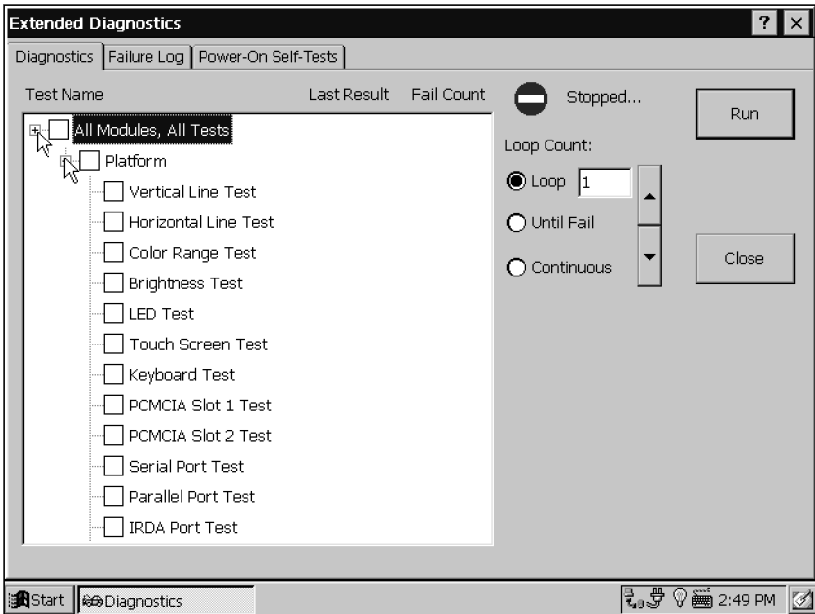 Extended Diagnostics ? ×
Diagnostics Failure Log Power-On Self-Tests
Test Name Last Result Fail Count
All Modules, All Tests
Platform
Vertical Line Test
Horizontal Line Test
Color Range Test
Brightness Test
LED Test
Touch Screen Test
Keyboard Test
PCMCIA Slot 1 Test
PCMCIA Slot 2 Test
Serial Port Test
Parallel Port Test
IRDA Port Test
Stopped...
Loop Count:
Loop 1
Until Fail
Continuous
Run
Close
Start Diagnostics 2:49 PM